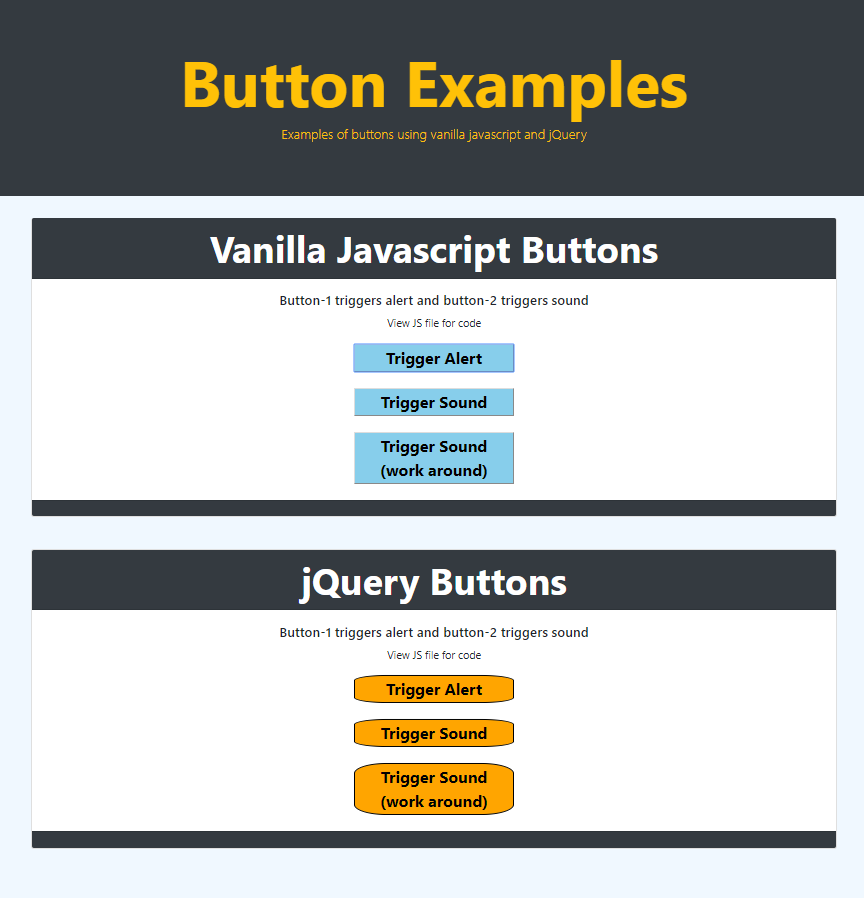 Button Examples
Examples of buttons using vanilla javascript and jQuery
Vanilla Javascript Buttons
Button-1 triggers alert and button-2 triggers sound
View JS file for code
Trigger Alert
Trigger Sound
Trigger Sound
(work around)
jQuery Buttons
Button-1 triggers alert and button-2 triggers sound
View JS file for code
Trigger Alert
Trigger Sound
Trigger Sound
(work around)